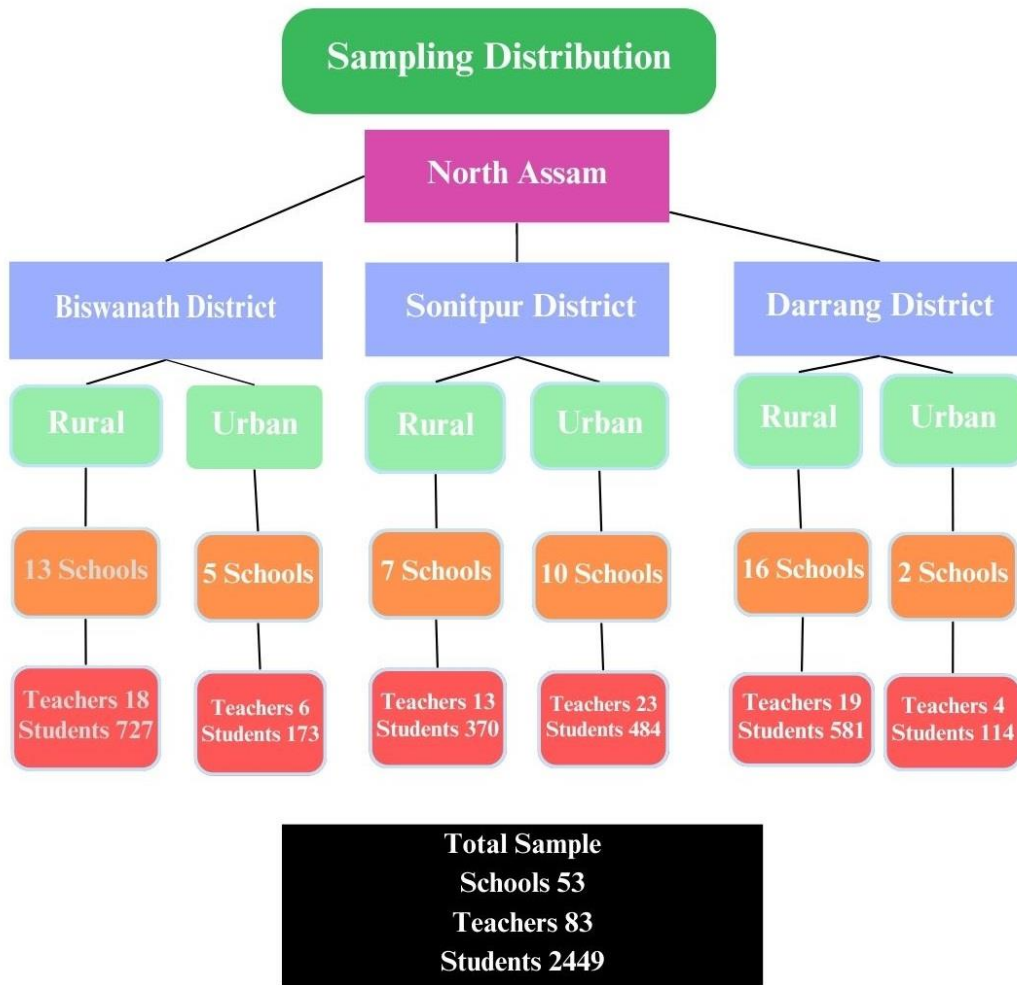 Sampling Distribution
North Assam
Biswanath District
Sonitpur District
Darrang District
Rural
Urban
Rural
Urban
Rural
Urban
13 Schools
5 Schools
7 Schools
10 Schools
16 Schools
2 Schools
Teachers 18
Students 727
Teachers 6
Students 173
Teachers 13
Students 370
Teachers 23
Students 484
Teachers 19
Students 581
Teachers 4
Students 114
Total Sample
Schools 53
Teachers 83
Students 2449